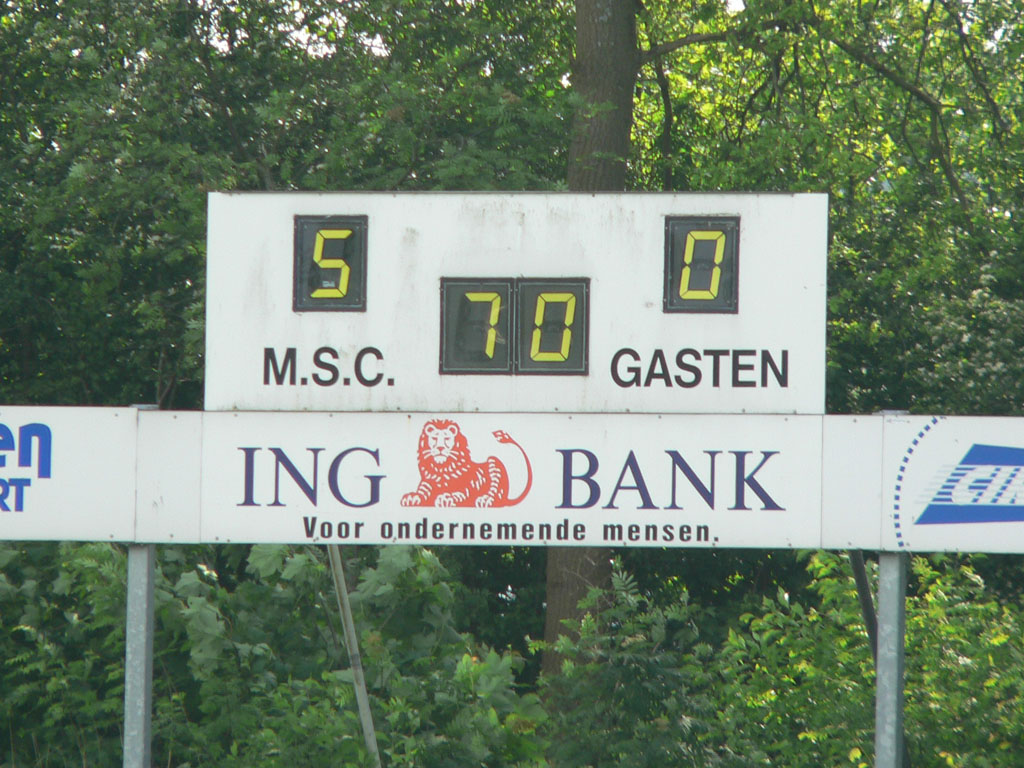 5 0
70
M.S.C. GASTEN
en ING BANK
RT Voor ondernemende mensen.